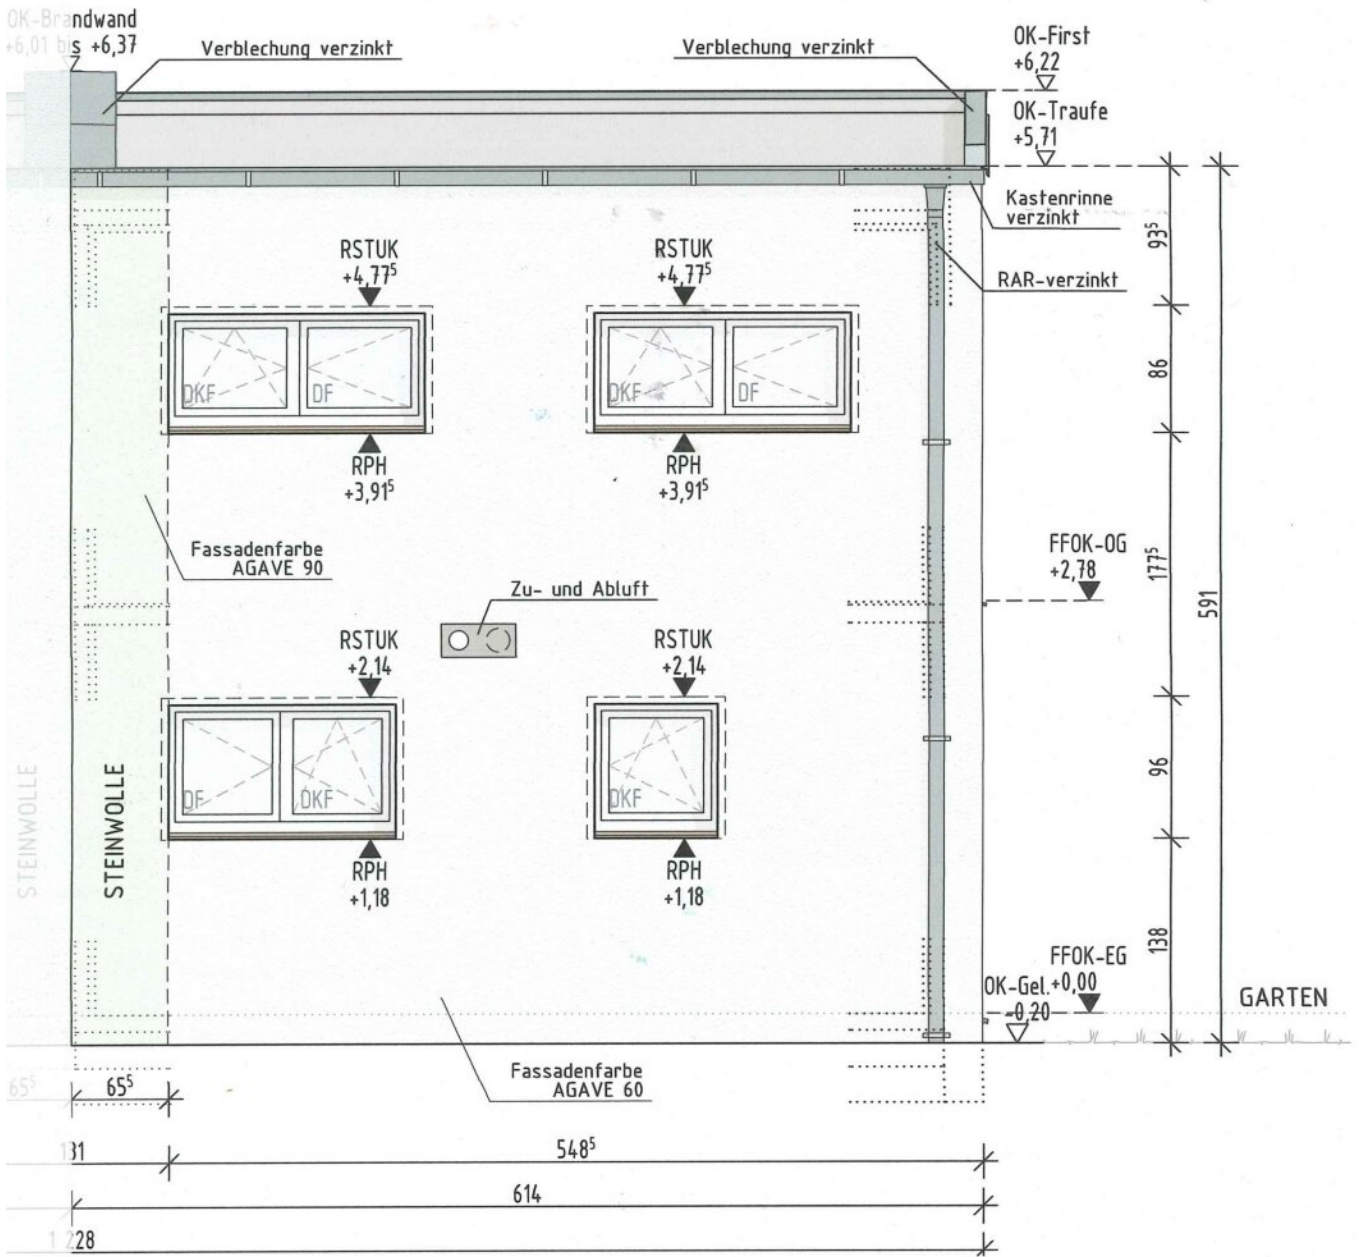 OK-Brandwand
+6,01 bis +6,37
Verblechung verzinkt
Verblechung verzinkt
OK-First
+6,22
OK-Traufe
+5,71
Kastenrinne
verzinkt
RAR-verzinkt
RSTUK
+4,77⁵
RSTUK
+4,77⁵
DKF
DF
DKF
DF
RPH
+3,91⁵
RPH
+3,91⁵
935
86
1775
591
96
138
Fassadenfarbe
AGAVE 90
Zu- und Abluft
FFOK-OG
+2,78
RSTUK
+2,14
RSTUK
+2,14
DF
DKF
DKF
STEINWOLLE
STEINWOLLE
RPH
+1,18
RPH
+1,18
FFOK-EG
+0,00
OK-Gel.
-0,20
GARTEN
Fassadenfarbe
AGAVE 60
65⁵
65⁵
131
548⁵
614
1 228